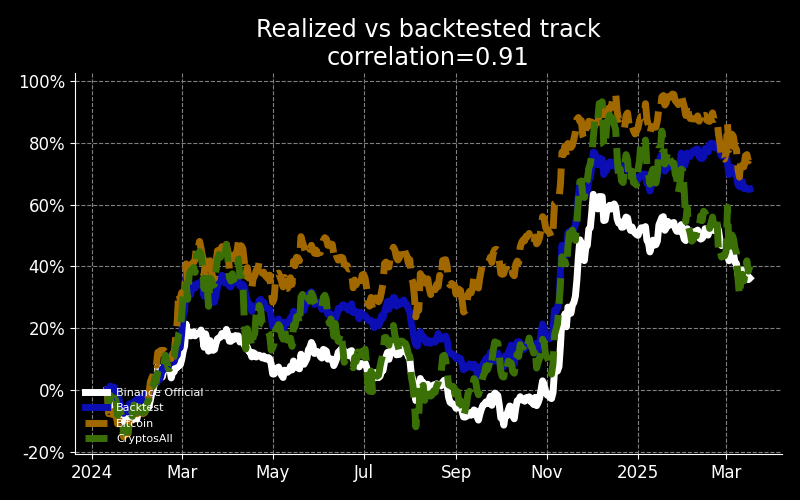 Realized vs backtested track
correlation=0.91
100%
80%
60%
40%
20%
0%
-20%
Binance Official
Backtest
Bitcoin
CryptosAll
2024 Mar May Jul Sep Nov 2025 Mar